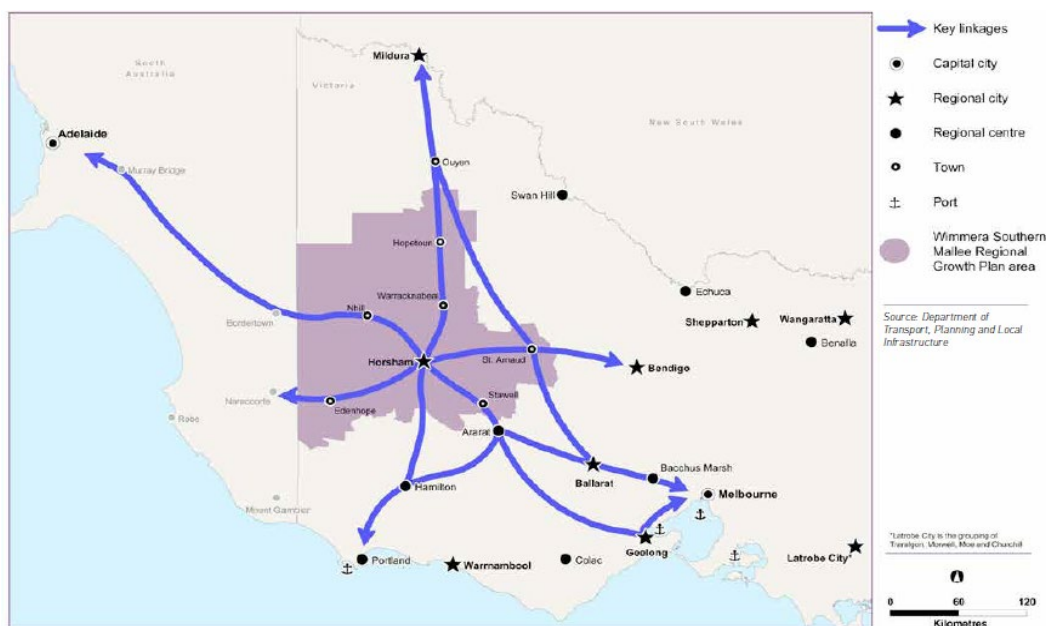 Mildura
South
Australia
Victoria
New South Wales
Adelaide
Murray Bridge
Ouyen
Swan Hill
Hopetoun
Warracknabeal
Nhill
Bordertown
Echuca
Shepparton
Wangaratta
Benalla
Horsham
St. Arnaud
Bendigo
Naracoorte
Edenhope
Stawell
Robe
Ararat
Bacchus Marsh
Ballarat
Melbourne
Hamilton
Mount Gambier
Geelong
Portland
Warrnambool
Colac
Latrobe City*
Key linkages
Capital city
Regional city
Regional centre
Town
Port
Wimmera Southern
Mallee Regional
Growth Plan area
Source: Department of
Transport, Planning and Local
Infrastructure
*Latrobe City is the grouping of
Traralgon, Morwell, Moe and Churchill
0 60 120
Kilometres